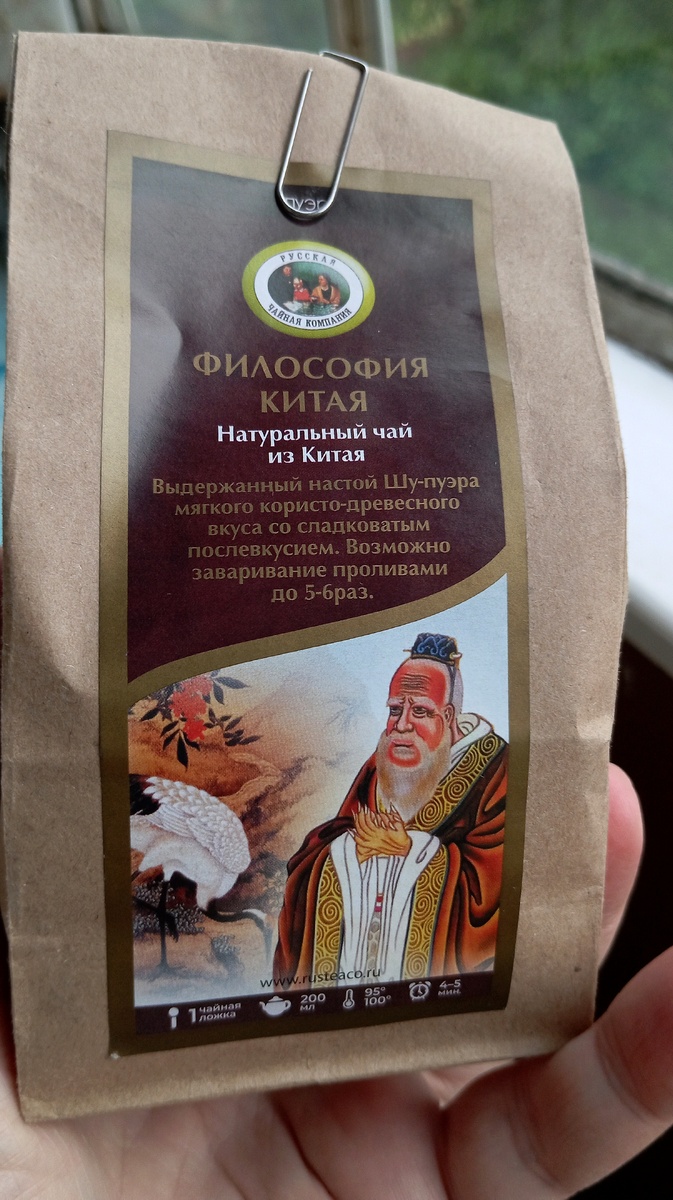 РУССКАЯ
ЧАЙНАЯ КОМПАНИЯ
ФИЛОСОФИЯ
КИТАЯ
Натуральный чай
из Китая
Выдержанный настой Шу-пуэра
мягкого користо-древесного
вкуса со сладковатым
послевкусием. Возможно
заваривание проливами
до 5-6раз.
www.rusteaco.ru
1 чайная ложка 200 мл 95° 100° 4–5 мин.